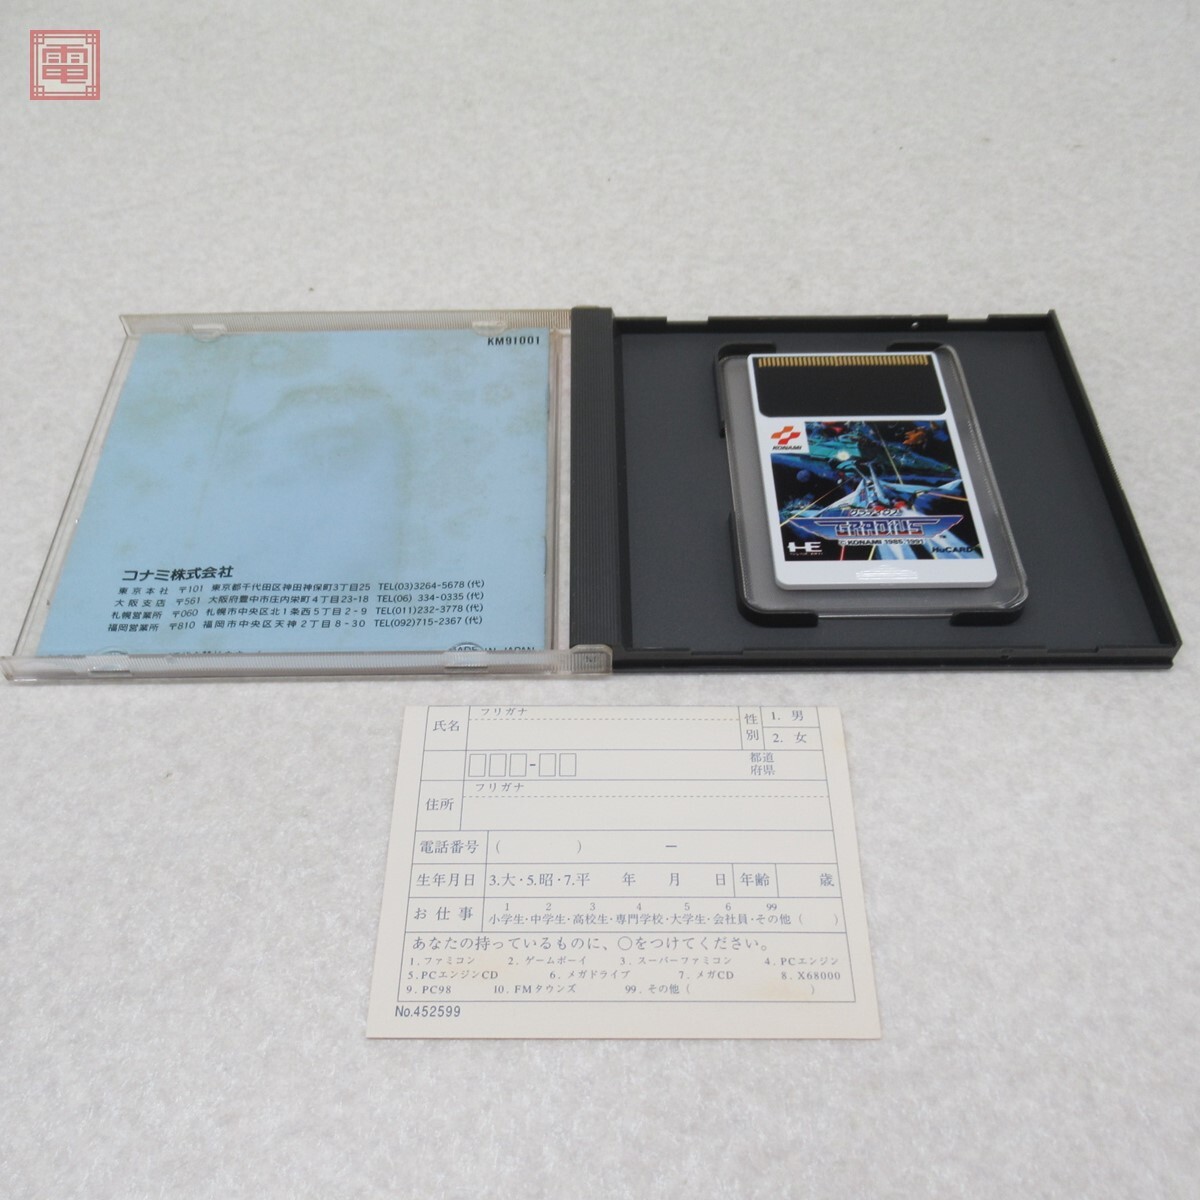 電
KM91001
コナミ株式会社
東京本社 〒101 東京都千代田区神田神保町3丁目25 TEL(03)3264-5678(代)
大阪支店 〒561 大阪府豊中市庄内栄町4丁目23-18 TEL(06) 334-0335(代)
札幌営業所 〒060 札幌市中央区北1条西5丁目2-9 TEL(011)232-3778(代)
福岡営業所 〒810 福岡市中央区天神2丁目8-30 TEL(092)715-2367(代)
MADE IN JAPAN
KONAMI
グラディウス
GRADIUS
TM
© KONAMI 1985 1991
HE
HuCARD
氏名
フリガナ
性別
1. 男
2. 女
-
都道
府県
住所
フリガナ
電話番号 ( ) ー
生年月日 3.大・5.昭・7.平 年 月 日 年齢 歳
お仕事
1 2 3 4 5 6 99
小学生・中学生・高校生・専門学校・大学生・会社員・その他( )
あなたの持っているものに、○をつけてください。
1.ファミコン 2.ゲームボーイ 3.スーパーファミコン 4.PCエンジン
5.PCエンジンCD 6.メガドライブ 7.メガCD 8.X68000
9.PC98 10.FMタウンズ 99.その他( )
No.452599